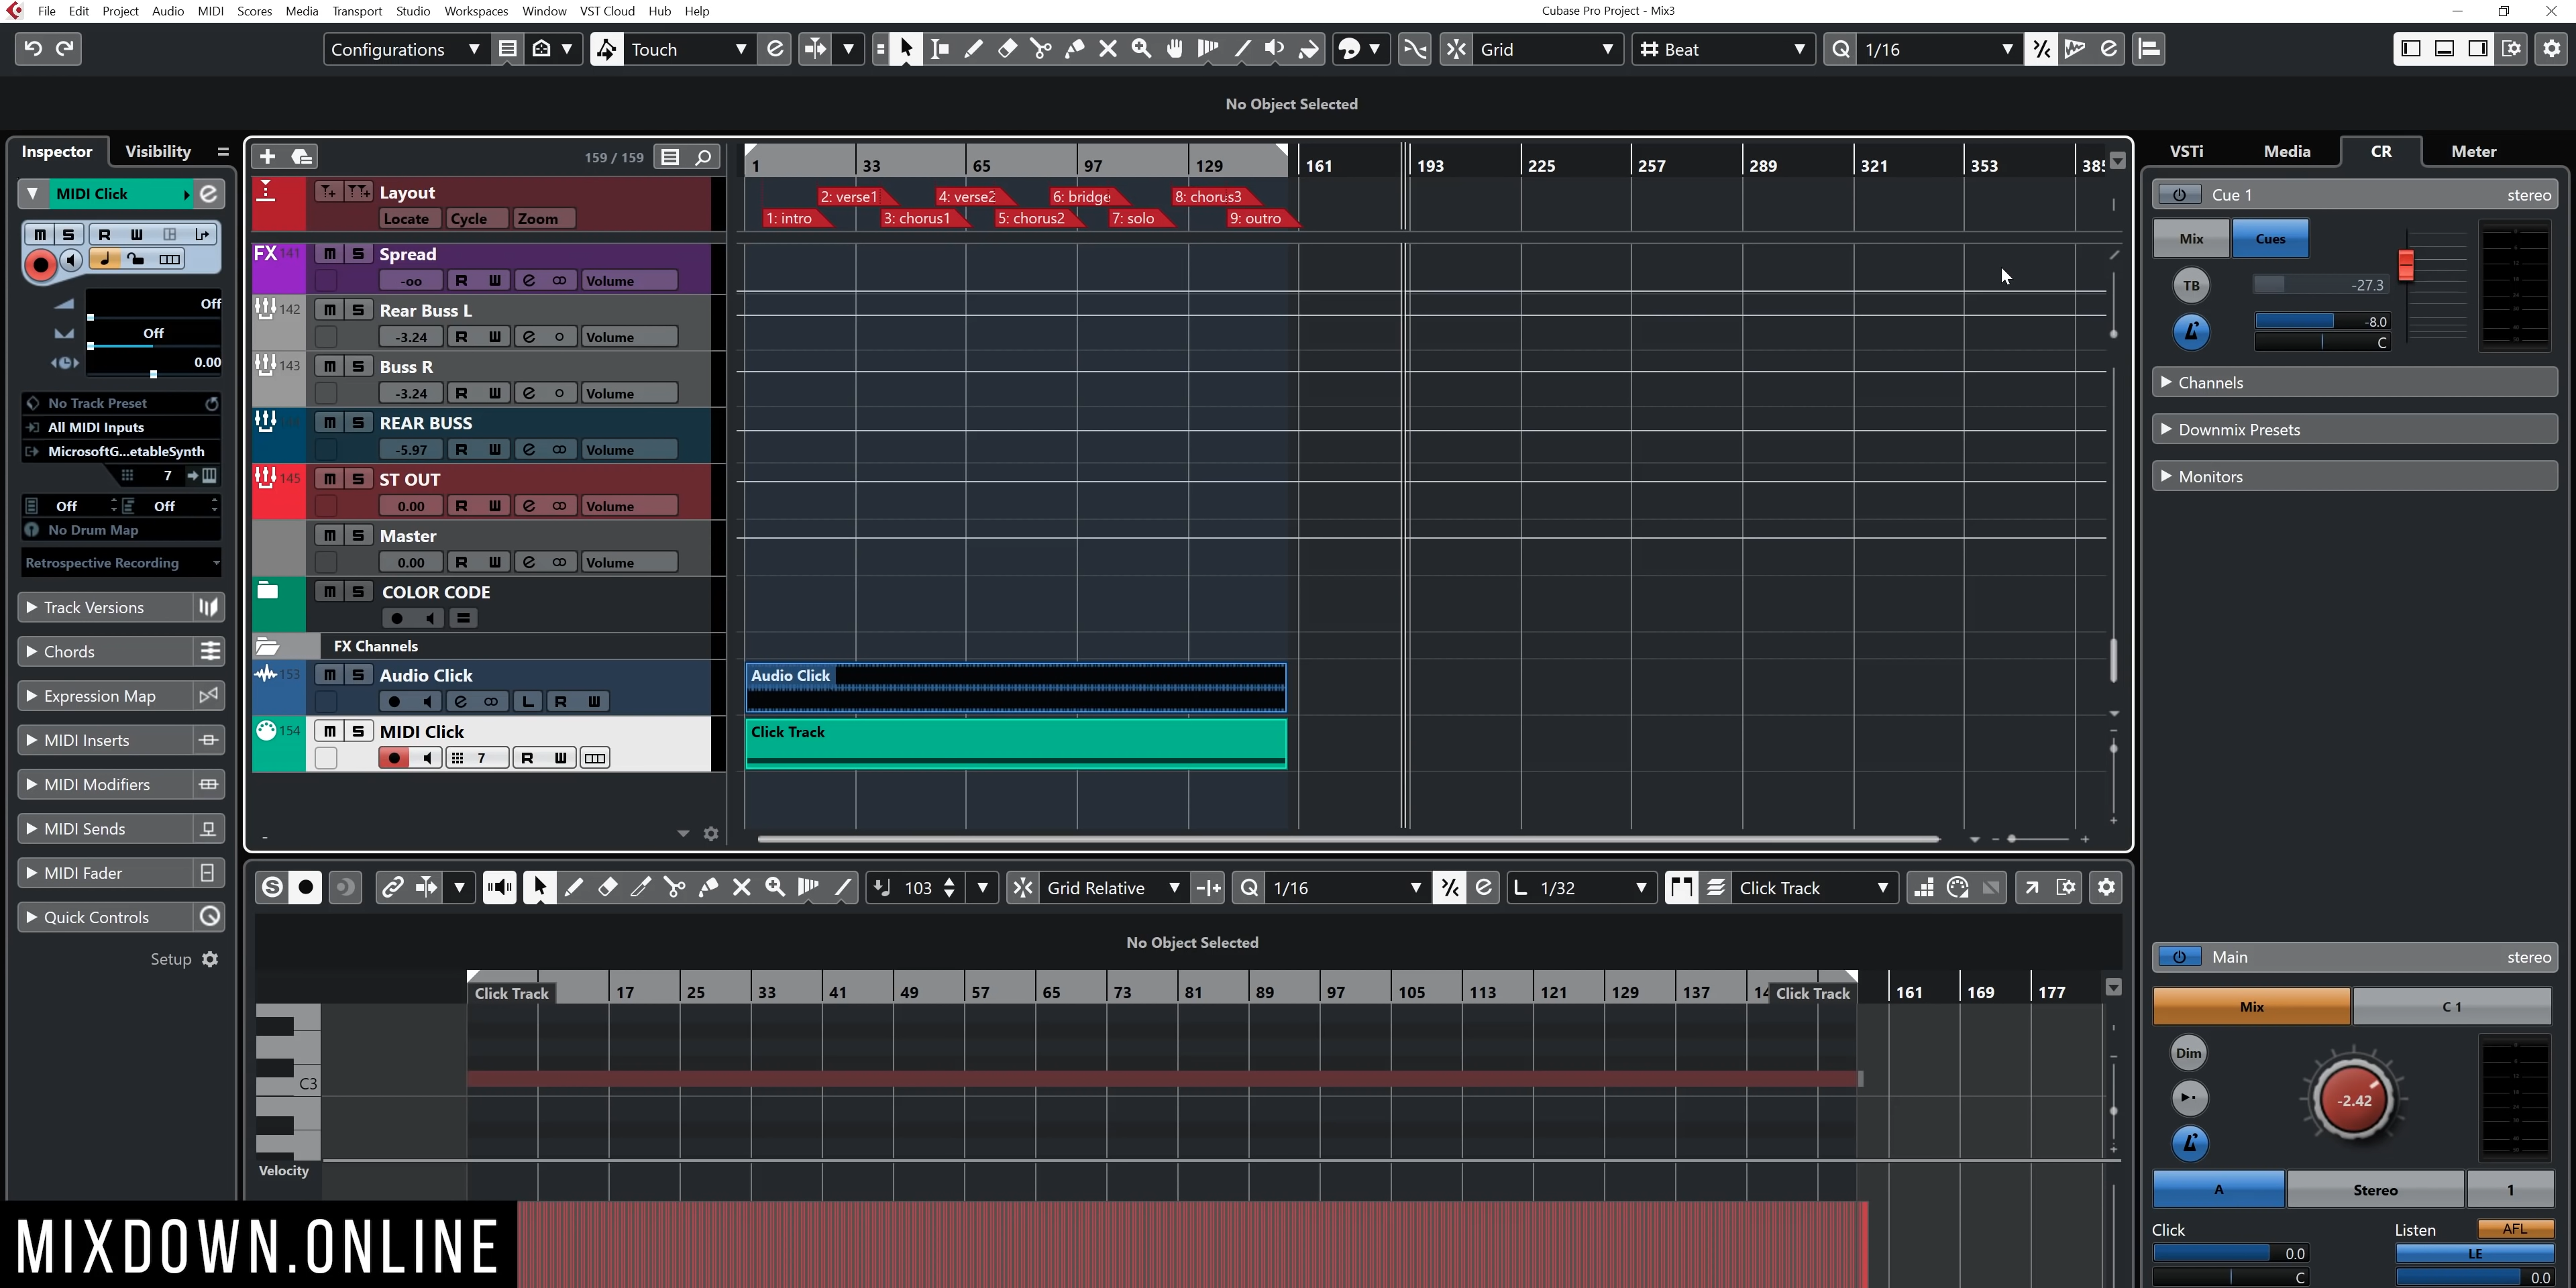 File Edit Project Audio MIDI Scores Media Transport Studio Workspaces Window VST Cloud Hub Help
Cubase Pro Project - Mix3
Configurations Touch Grid Beat 1/16
No Object Selected
Inspector Visibility
159 / 159
1 33 65 97 129 161 193 225 257 289 321 353 385
VSTi Media CR Meter
MIDI Click
Layout
Locate Cycle Zoom
2: verse1 4: verse2 6: bridge 8: chorus3
1: intro 3: chorus1 5: chorus2 7: solo 9: outro
Cue 1 stereo
Mix Cues
TB
-27.3
-8.0
C
Channels
Downmix Presets
Monitors
M S R W
Off
Off
0.00
No Track Preset
All MIDI Inputs
MicrosoftG...etableSynth
7
Off Off
No Drum Map
Retrospective Recording
Track Versions
Chords
Expression Map
MIDI Inserts
MIDI Modifiers
MIDI Sends
MIDI Fader
Quick Controls
Setup
FX 141 M S Spread
-oo R W e Volume
142 M S Rear Buss L
-3.24 R W e Volume
143 M S Buss R
-3.24 R W e Volume
M S REAR BUSS
-5.97 R W e Volume
145 M S ST OUT
0.00 R W e Volume
M S Master
0.00 R W e Volume
M S COLOR CODE
FX Channels
153 M S Audio Click
e L R W
Audio Click
154 M S MIDI Click
7 R W
Click Track
S 103 Grid Relative Q 1/16 L 1/32 Click Track
No Object Selected
Click Track 17 25 33 41 49 57 65 73 81 89 97 105 113 121 129 137 14 Click Track 161 169 177
C3
Velocity
Main stereo
Mix C 1
Dim
-2.42
A Stereo 1
Click Listen AFL
0.0 LE
C 0.0
MIXDOWN.ONLINE